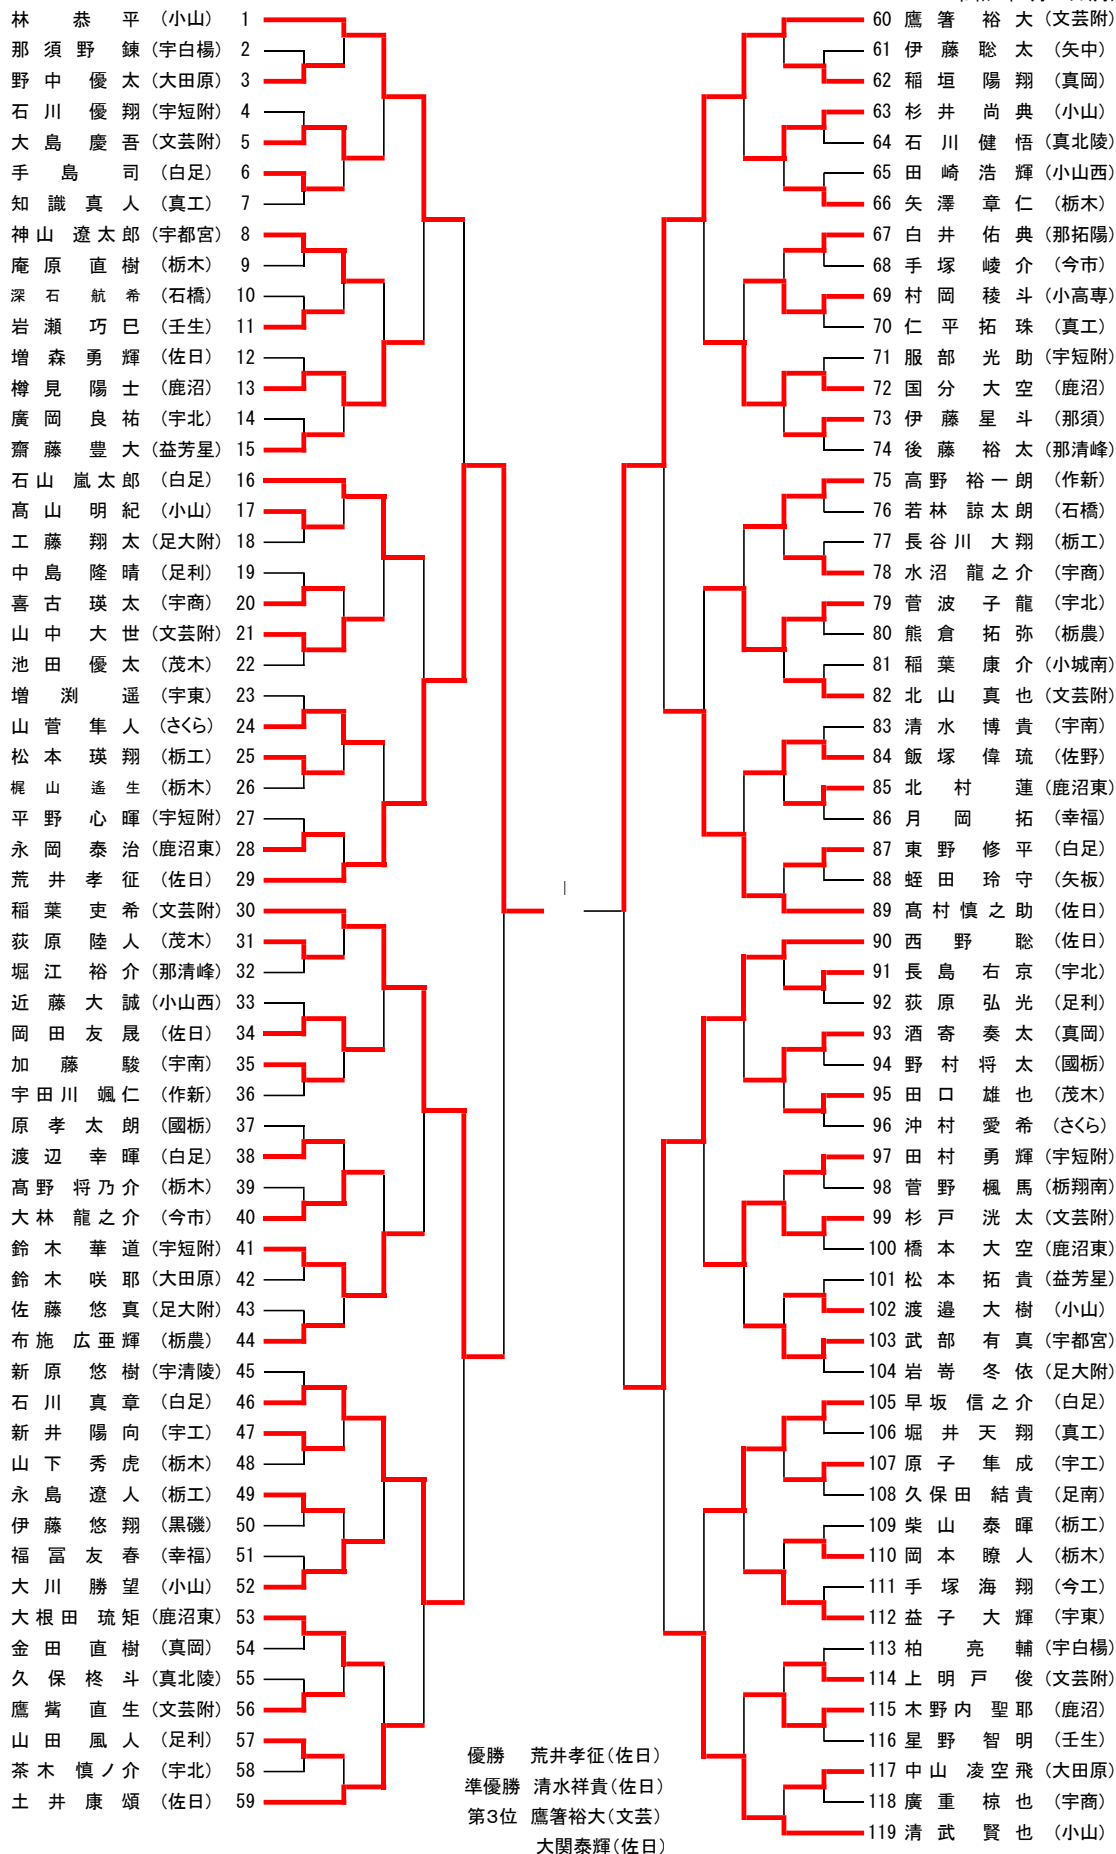 林 恭 平 (小山) 1
那 須 野 錬 (宇白楊) 2
野 中 優 太 (大田原) 3
石 川 優 翔 (宇短附) 4
大 島 慶 吾 (文芸附) 5
手 島 司 (白足) 6
知 識 真 人 (真工) 7
神山 遼太郎 (宇都宮) 8
庵 原 直 樹 (栃木) 9
深 石 航 希 (石橋) 10
岩 瀬 巧 巳 (壬生) 11
増 森 勇 輝 (佐日) 12
樽 見 陽 士 (鹿沼) 13
廣 岡 良 祐 (宇北) 14
齋 藤 豊 大 (益芳星) 15
石山 嵐太郎 (白足) 16
髙 山 明 紀 (小山) 17
工 藤 翔 太 (足大附) 18
中 島 隆 晴 (足利) 19
喜 古 瑛 太 (宇商) 20
山 中 大 世 (文芸附) 21
池 田 優 太 (茂木) 22
増 渕 遥 (宇東) 23
山 菅 隼 人 (さくら) 24
松 本 瑛 翔 (栃工) 25
梶 山 遙 生 (栃木) 26
平 野 心 暉 (宇短附) 27
永 岡 泰 治 (鹿沼東) 28
荒 井 孝 征 (佐日) 29
稲 葉 吏 希 (文芸附) 30
荻 原 陸 人 (茂木) 31
堀 江 裕 介 (那清峰) 32
近 藤 大 誠 (小山西) 33
岡 田 友 晟 (佐日) 34
加 藤 駿 (宇南) 35
宇田川 颯仁 (作新) 36
原 孝 太 朗 (國栃) 37
渡 辺 幸 暉 (白足) 38
髙野 将乃介 (栃木) 39
大林 龍之介 (今市) 40
鈴 木 華 道 (宇短附) 41
鈴 木 咲 耶 (大田原) 42
佐 藤 悠 真 (足大附) 43
布施 広亜輝 (栃農) 44
新 原 悠 樹 (宇清陵) 45
石 川 真 章 (白足) 46
新 井 陽 向 (宇工) 47
山 下 秀 虎 (栃木) 48
永 島 遼 人 (栃工) 49
伊 藤 悠 翔 (黒磯) 50
福 冨 友 春 (幸福) 51
大 川 勝 望 (小山) 52
大根田 琉矩 (鹿沼東) 53
金 田 直 樹 (真岡) 54
久 保 柊 斗 (真北陵) 55
鷹 觜 直 生 (文芸附) 56
山 田 風 人 (足利) 57
茶木 慎ノ介 (宇北) 58
土 井 康 頌 (佐日) 59
60 鷹 箸 裕 大 (文芸附)
61 伊 藤 聡 太 (矢中)
62 稲 垣 陽 翔 (真岡)
63 杉 井 尚 典 (小山)
64 石 川 健 悟 (真北陵)
65 田 崎 浩 輝 (小山西)
66 矢 澤 章 仁 (栃木)
67 白 井 佑 典 (那拓陽)
68 手 塚 崚 介 (今市)
69 村 岡 稜 斗 (小高専)
70 仁 平 拓 珠 (真工)
71 服 部 光 助 (宇短附)
72 国 分 大 空 (鹿沼)
73 伊 藤 星 斗 (那須)
74 後 藤 裕 太 (那清峰)
75 高野 裕一朗 (作新)
76 若林 諒太朗 (石橋)
77 長谷川 大翔 (栃工)
78 水沼 龍之介 (宇商)
79 菅 波 子 龍 (宇北)
80 熊 倉 拓 弥 (栃農)
81 稲 葉 康 介 (小城南)
82 北 山 真 也 (文芸附)
83 清 水 博 貴 (宇南)
84 飯 塚 偉 琉 (佐野)
85 北 村 蓮 (鹿沼東)
86 月 岡 拓 (幸福)
87 東 野 修 平 (白足)
88 蛭 田 玲 守 (矢板)
89 髙村慎之助 (佐日)
90 西 野 聡 (佐日)
91 長 島 右 京 (宇北)
92 荻 原 弘 光 (足利)
93 酒 寄 奏 太 (真岡)
94 野 村 将 太 (國栃)
95 田 口 雄 也 (茂木)
96 沖 村 愛 希 (さくら)
97 田 村 勇 輝 (宇短附)
98 菅 野 楓 馬 (栃翔南)
99 杉 戸 洸 太 (文芸附)
100 橋 本 大 空 (鹿沼東)
101 松 本 拓 貴 (益芳星)
102 渡 邉 大 樹 (小山)
103 武 部 有 真 (宇都宮)
104 岩 嵜 冬 依 (足大附)
105 早坂 信之介 (白足)
106 堀 井 天 翔 (真工)
107 原 子 隼 成 (宇工)
108 久保田 結貴 (足南)
109 柴 山 泰 暉 (栃工)
110 岡 本 瞭 人 (栃木)
111 手 塚 海 翔 (今工)
112 益 子 大 輝 (宇東)
113 柏 亮 輔 (宇白楊)
114 上 明 戸 俊 (文芸附)
115 木野内 聖耶 (鹿沼)
116 星 野 智 明 (壬生)
117 中山 凌空飛 (大田原)
118 廣 重 椋 也 (宇商)
119 清 武 賢 也 (小山)
優勝 荒井孝征(佐日)
準優勝 清水祥貴(佐日)
第3位 鷹箸裕大(文芸)
大関泰輝(佐日)